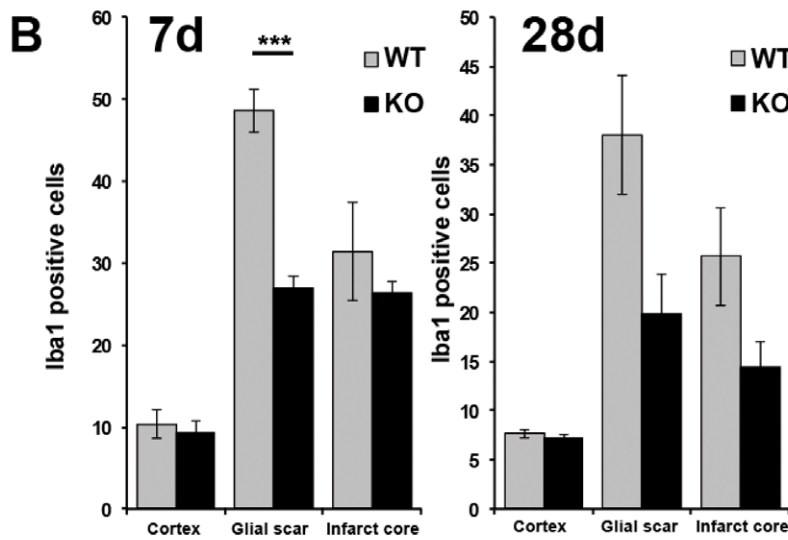 B
7d
***
WT
KO
Iba1 positive cells
60
50
40
30
20
10
0
Cortex
Glial scar
Infarct core
28d
WT
KO
Iba1 positive cells
50
45
40
35
30
25
20
15
10
5
0
Cortex
Glial scar
Infarct core